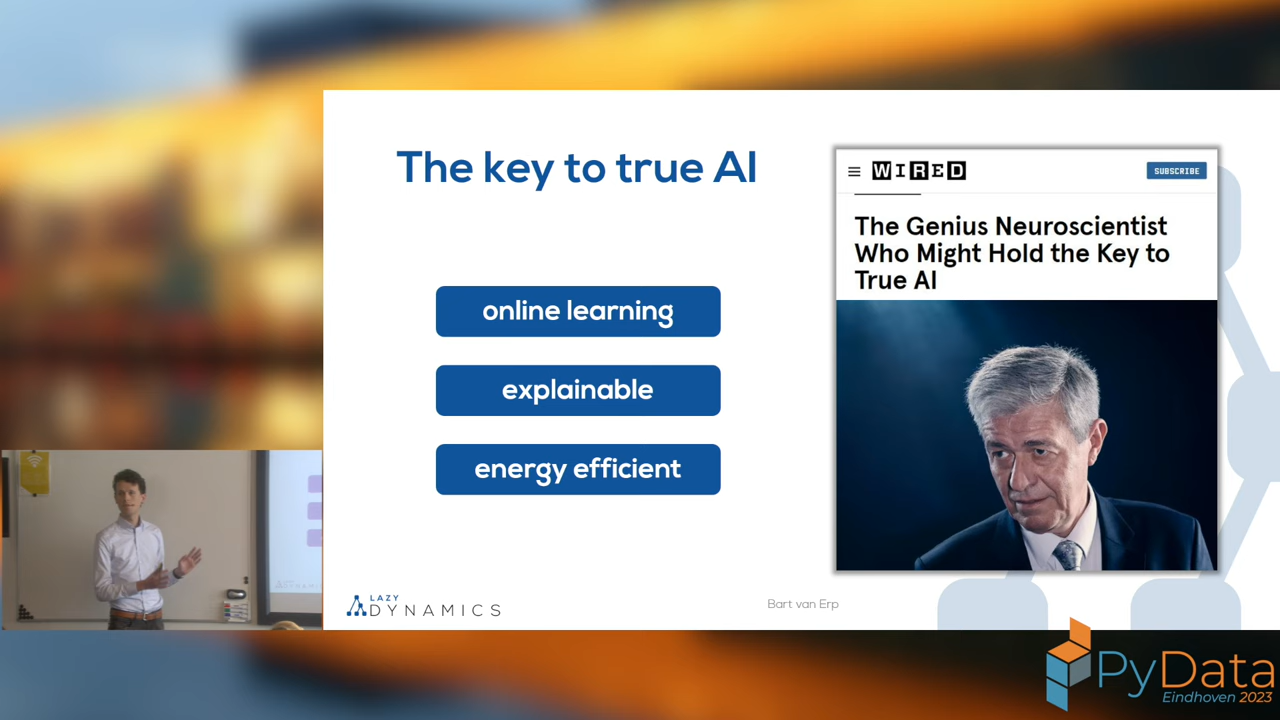 The key to true AI
online learning
explainable
energy efficient
WIRED
SUBSCRIBE
The Genius Neuroscientist
Who Might Hold the Key to
True AI
LAZY
DYNAMICS
Bart van Erp
PyData
Eindhoven 2023